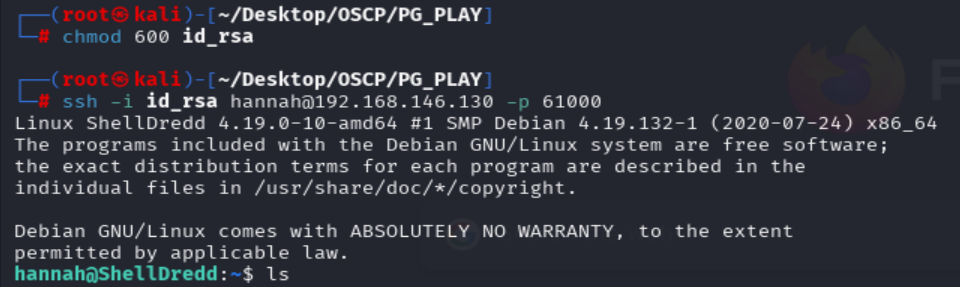 ┌──(root㉿kali)-[~/Desktop/OSCP/PG_PLAY]
└─# chmod 600 id_rsa
┌──(root㉿kali)-[~/Desktop/OSCP/PG_PLAY]
└─# ssh -i id_rsa hannah@192.168.146.130 -p 61000
Linux ShellDredd 4.19.0-10-amd64 #1 SMP Debian 4.19.132-1 (2020-07-24) x86_64
The programs included with the Debian GNU/Linux system are free software;
the exact distribution terms for each program are described in the
individual files in /usr/share/doc/*/copyright.
Debian GNU/Linux comes with ABSOLUTELY NO WARRANTY, to the extent
permitted by applicable law.
hannah@ShellDredd:~$ ls